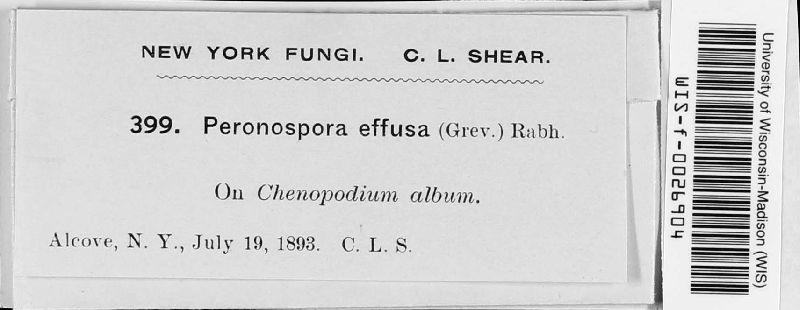 NEW YORK FUNGI. C. L. SHEAR.
399. Peronospora effusa (Grev.) Rabh.
On Chenopodium album.
Alcove, N. Y., July 19, 1893. C. L. S.
University of Wisconsin-Madison (WIS)
WIS-f-0026904